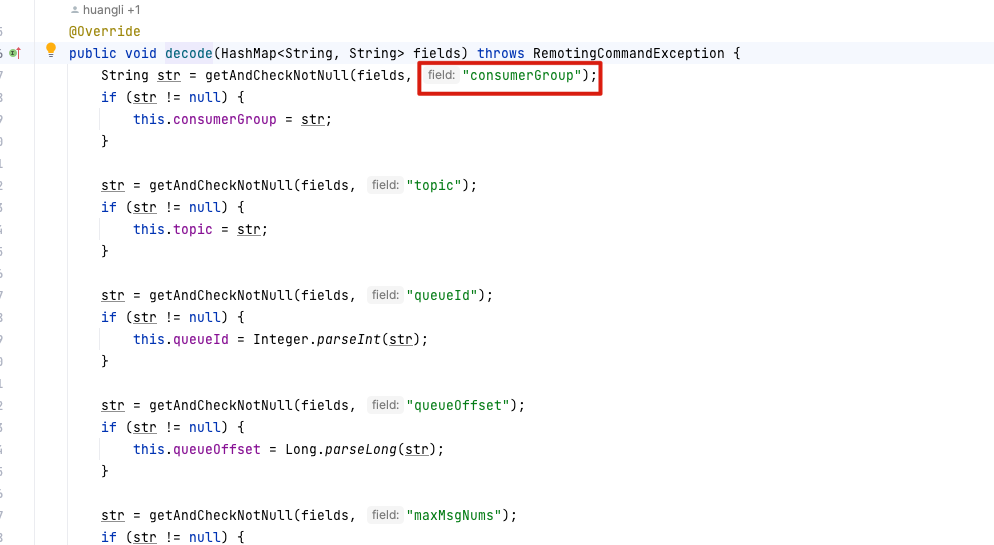 huangli +1
@Override
public void decode(HashMap<String, String> fields) throws RemotingCommandException {
String str = getAndCheckNotNull(fields, field: "consumerGroup");
if (str != null) {
this.consumerGroup = str;
}
str = getAndCheckNotNull(fields, field: "topic");
if (str != null) {
this.topic = str;
}
str = getAndCheckNotNull(fields, field: "queueId");
if (str != null) {
this.queueId = Integer.parseInt(str);
}
str = getAndCheckNotNull(fields, field: "queueOffset");
if (str != null) {
this.queueOffset = Long.parseLong(str);
}
str = getAndCheckNotNull(fields, field: "maxMsgNums");
if (str != null) {